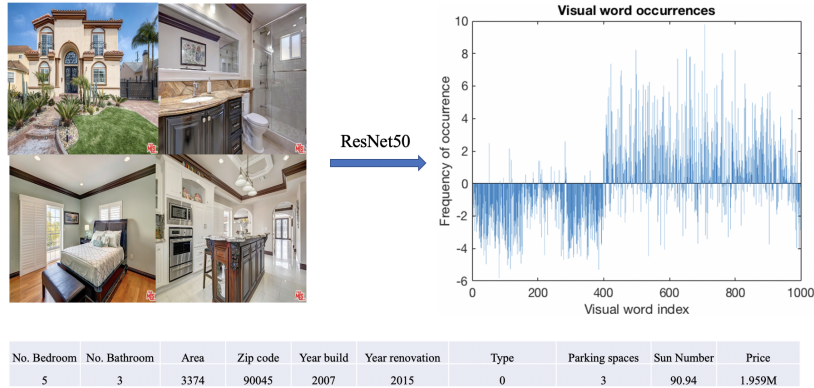 Visual word occurrences
ResNet50
Frequency of occurrence
10
8
6
4
2
0
-2
-4
-6
0 200 400 600 800 1000
Visual word index
No. Bedroom No. Bathroom Area Zip code Year build Year renovation Type Parking spaces Sun Number Price
5 3 3374 90045 2007 2015 0 3 90.94 1.959M